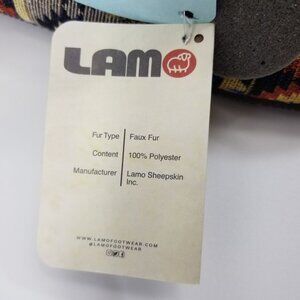 LAMO
Fur Type | Faux Fur
Content | 100% Polyester
Manufacturer | Lamo Sheepskin
Inc.
WWW.LAMOFOOTWEAR.COM
@LAMOFOOTWEAR